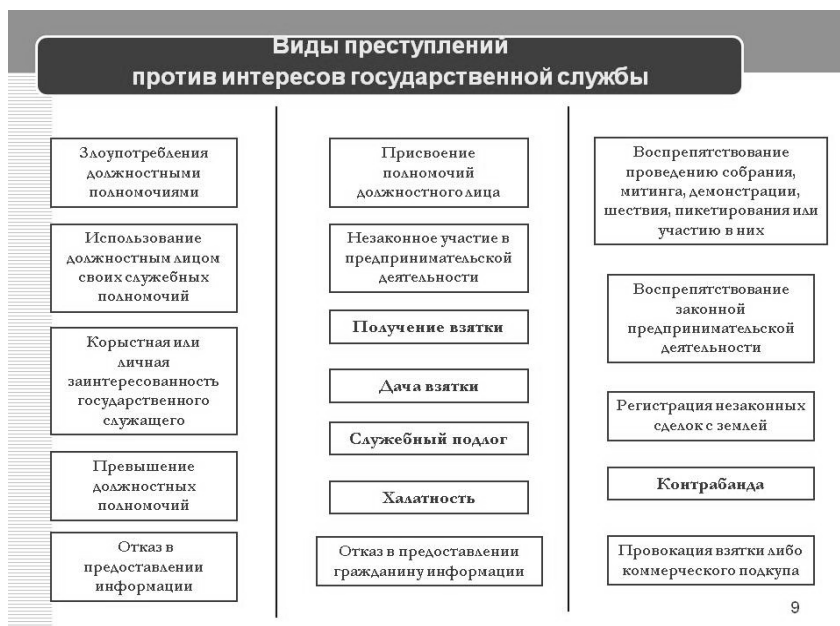 Виды преступлений
против интересов государственной службы
Злоупотребления
должностными
полномочиями
Использование
должностным лицом
своих служебных
полномочий
Корыстная или
личная
заинтересованность
государственного
служащего
Превышение
должностных
полномочий
Отказ в
предоставлении
информации
Присвоение
полномочий
должностного лица
Незаконное участие в
предпринимательской
деятельности
Получение взятки
Дача взятки
Служебный подлог
Халатность
Отказ в предоставлении
гражданину информации
Воспрепятствование
проведению собрания,
митинга, демонстрации,
шествия, пикетирования или
участию в них
Воспрепятствование
законной
предпринимательской
деятельности
Регистрация незаконных
сделок с землей
Контрабанда
Провокация взятки либо
коммерческого подкупа
9